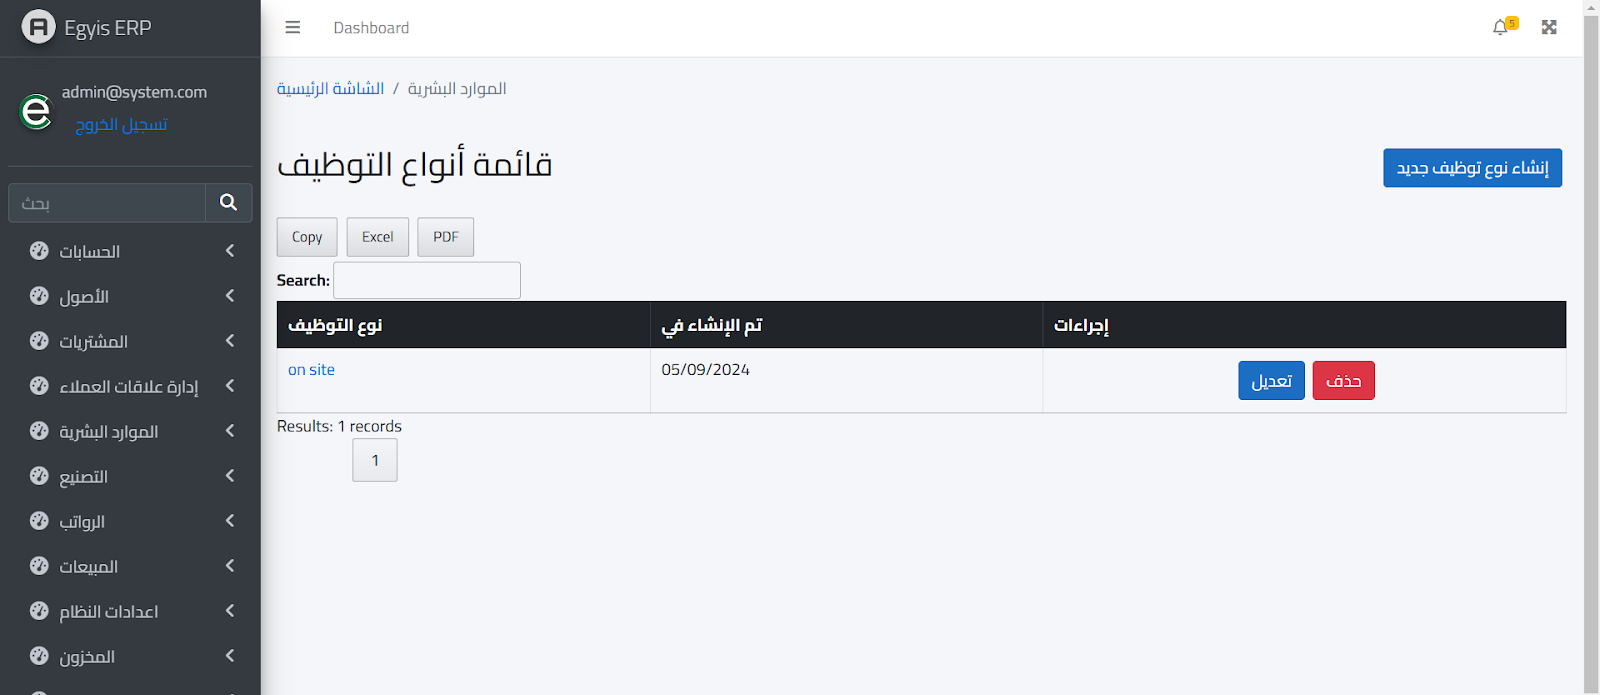 Egyis ERP
admin@system.com
تسجيل الخروج
بحث
الحسابات
الأصول
المشتريات
إدارة علاقات العملاء
الموارد البشرية
التصنيع
الرواتب
المبيعات
اعدادات النظام
المخزون
Dashboard
5
الشاشة الرئيسية / الموارد البشرية
قائمة أنواع التوظيف
إنشاء نوع توظيف جديد
Copy Excel PDF
Search:
نوع التوظيف تم الإنشاء في إجراءات
on site 05/09/2024 تعديل حذف
Results: 1 records
1